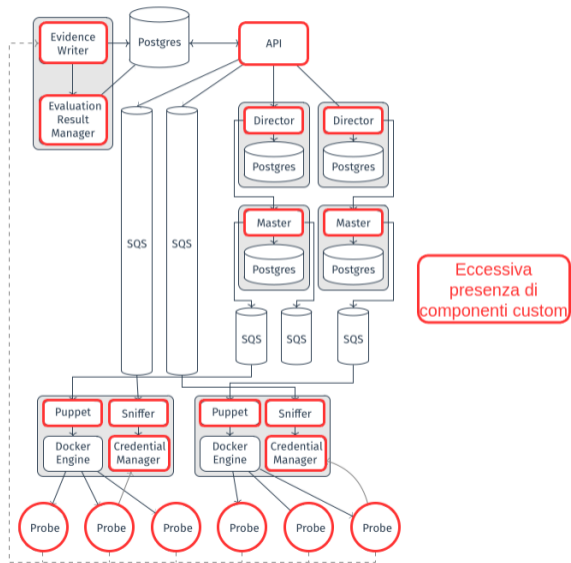 Evidence
Writer
Postgres
API
Evaluation
Result
Manager
Director
Director
Postgres
Postgres
SQS
SQS
Master
Master
Postgres
Postgres
Eccessiva
presenza di
componenti custom
SQS
SQS
SQS
Puppet
Sniffer
Puppet
Sniffer
Docker
Engine
Credential
Manager
Docker
Engine
Credential
Manager
Probe
Probe
Probe
Probe
Probe
Probe